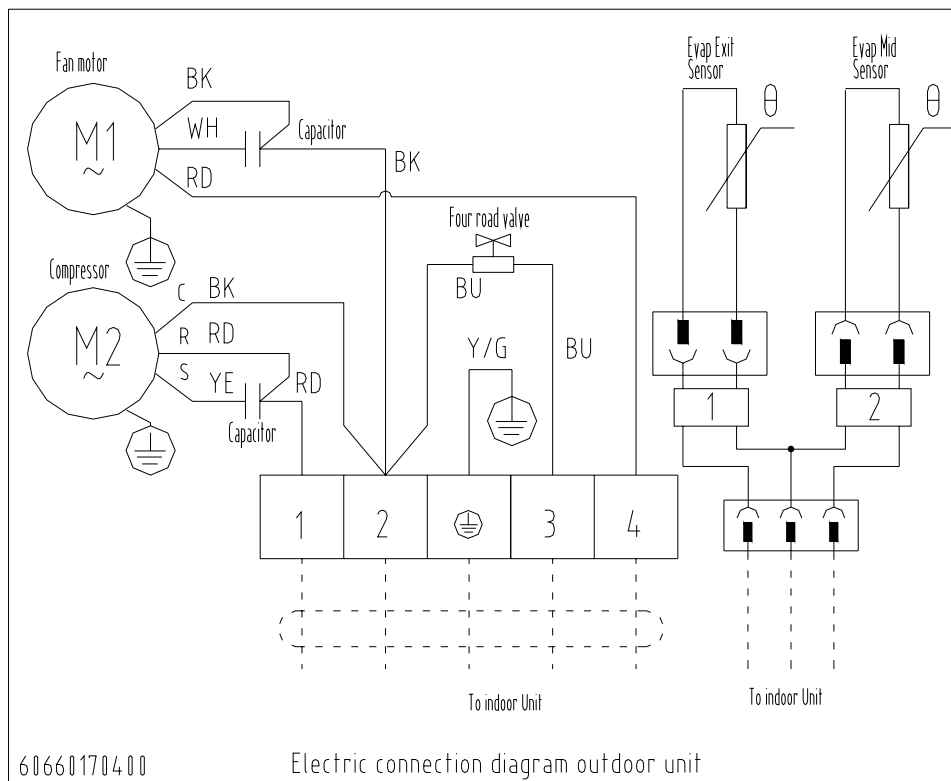 Fan motor
BK
WH
M1
~
RD
Capacitor
BK
Evap Exit
Sensor
Evap Mid
Sensor
θ
θ
Four road valve
BU
BU
Y/G
Compressor
C BK
R RD
M2
~
S YE
RD
Capacitor
1
2
1
2
3
4
To indoor Unit
To indoor Unit
60660170400
Electric connection diagram outdoor unit